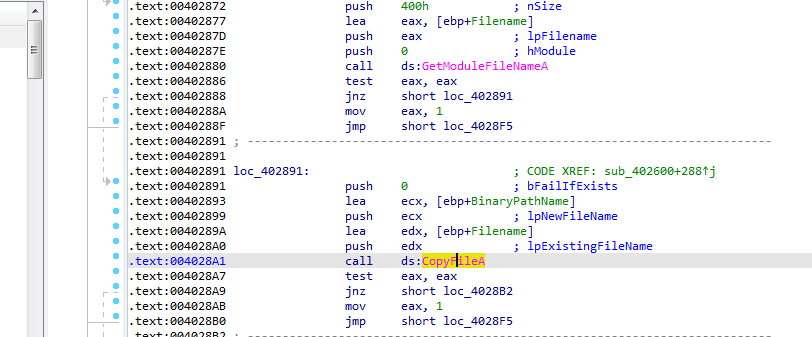 .text:00402872 push 400h ; nSize
.text:00402877 lea eax, [ebp+Filename]
.text:0040287D push eax ; lpFilename
.text:0040287E push 0 ; hModule
.text:00402880 call ds:GetModuleFileNameA
.text:00402886 test eax, eax
.text:00402888 jnz short loc_402891
.text:0040288A mov eax, 1
.text:0040288F jmp short loc_4028F5
.text:00402891 ; ---------------------------------------------------------------------------
.text:00402891
.text:00402891 loc_402891: ; CODE XREF: sub_402600+288↑j
.text:00402891 push 0 ; bFailIfExists
.text:00402893 lea ecx, [ebp+BinaryPathName]
.text:00402899 push ecx ; lpNewFileName
.text:0040289A lea edx, [ebp+Filename]
.text:004028A0 push edx ; lpExistingFileName
.text:004028A1 call ds:CopyFileA
.text:004028A7 test eax, eax
.text:004028A9 jnz short loc_4028B2
.text:004028AB mov eax, 1
.text:004028B0 jmp short loc_4028F5
.text:004028B2 ; ---------------------------------------------------------------------------